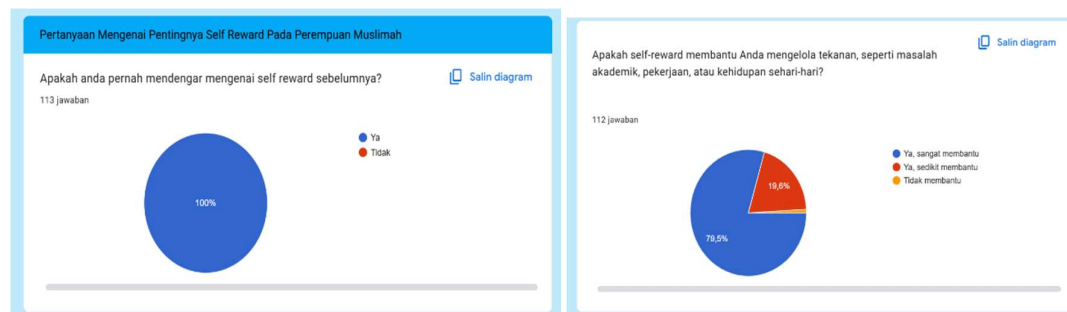 Pertanyaan Mengenai Pentingnya Self Reward Pada Perempuan Muslimah
Apakah anda pernah mendengar mengenai self reward sebelumnya?
Salin diagram
113 jawaban
Ya
Tidak
100%
Salin diagram
Apakah self-reward membantu Anda mengelola tekanan, seperti masalah
akademik, pekerjaan, atau kehidupan sehari-hari?
112 jawaban
Ya, sangat membantu
Ya, sedikit membantu
Tidak membantu
19,6%
79,5%